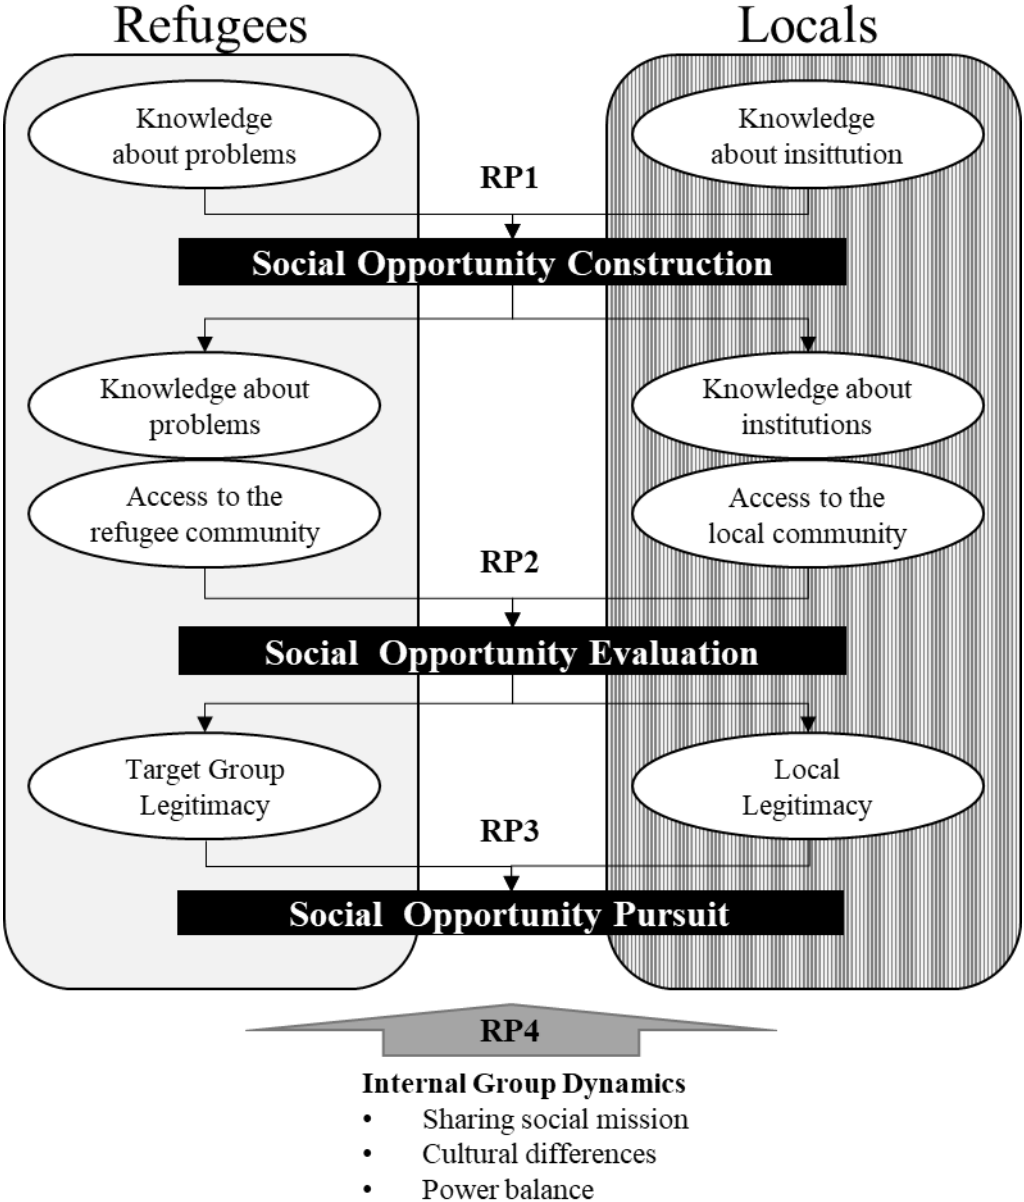 Refugees
Locals
Knowledge
about problems
Knowledge
about insittution
RP1
Social Opportunity Construction
Knowledge about
problems
Knowledge about
institutions
Access to the
refugee community
Access to the
local community
RP2
Social Opportunity Evaluation
Target Group
Legitimacy
Local
Legitimacy
RP3
Social Opportunity Pursuit
RP4
Internal Group Dynamics
• Sharing social mission
• Cultural differences
• Power balance